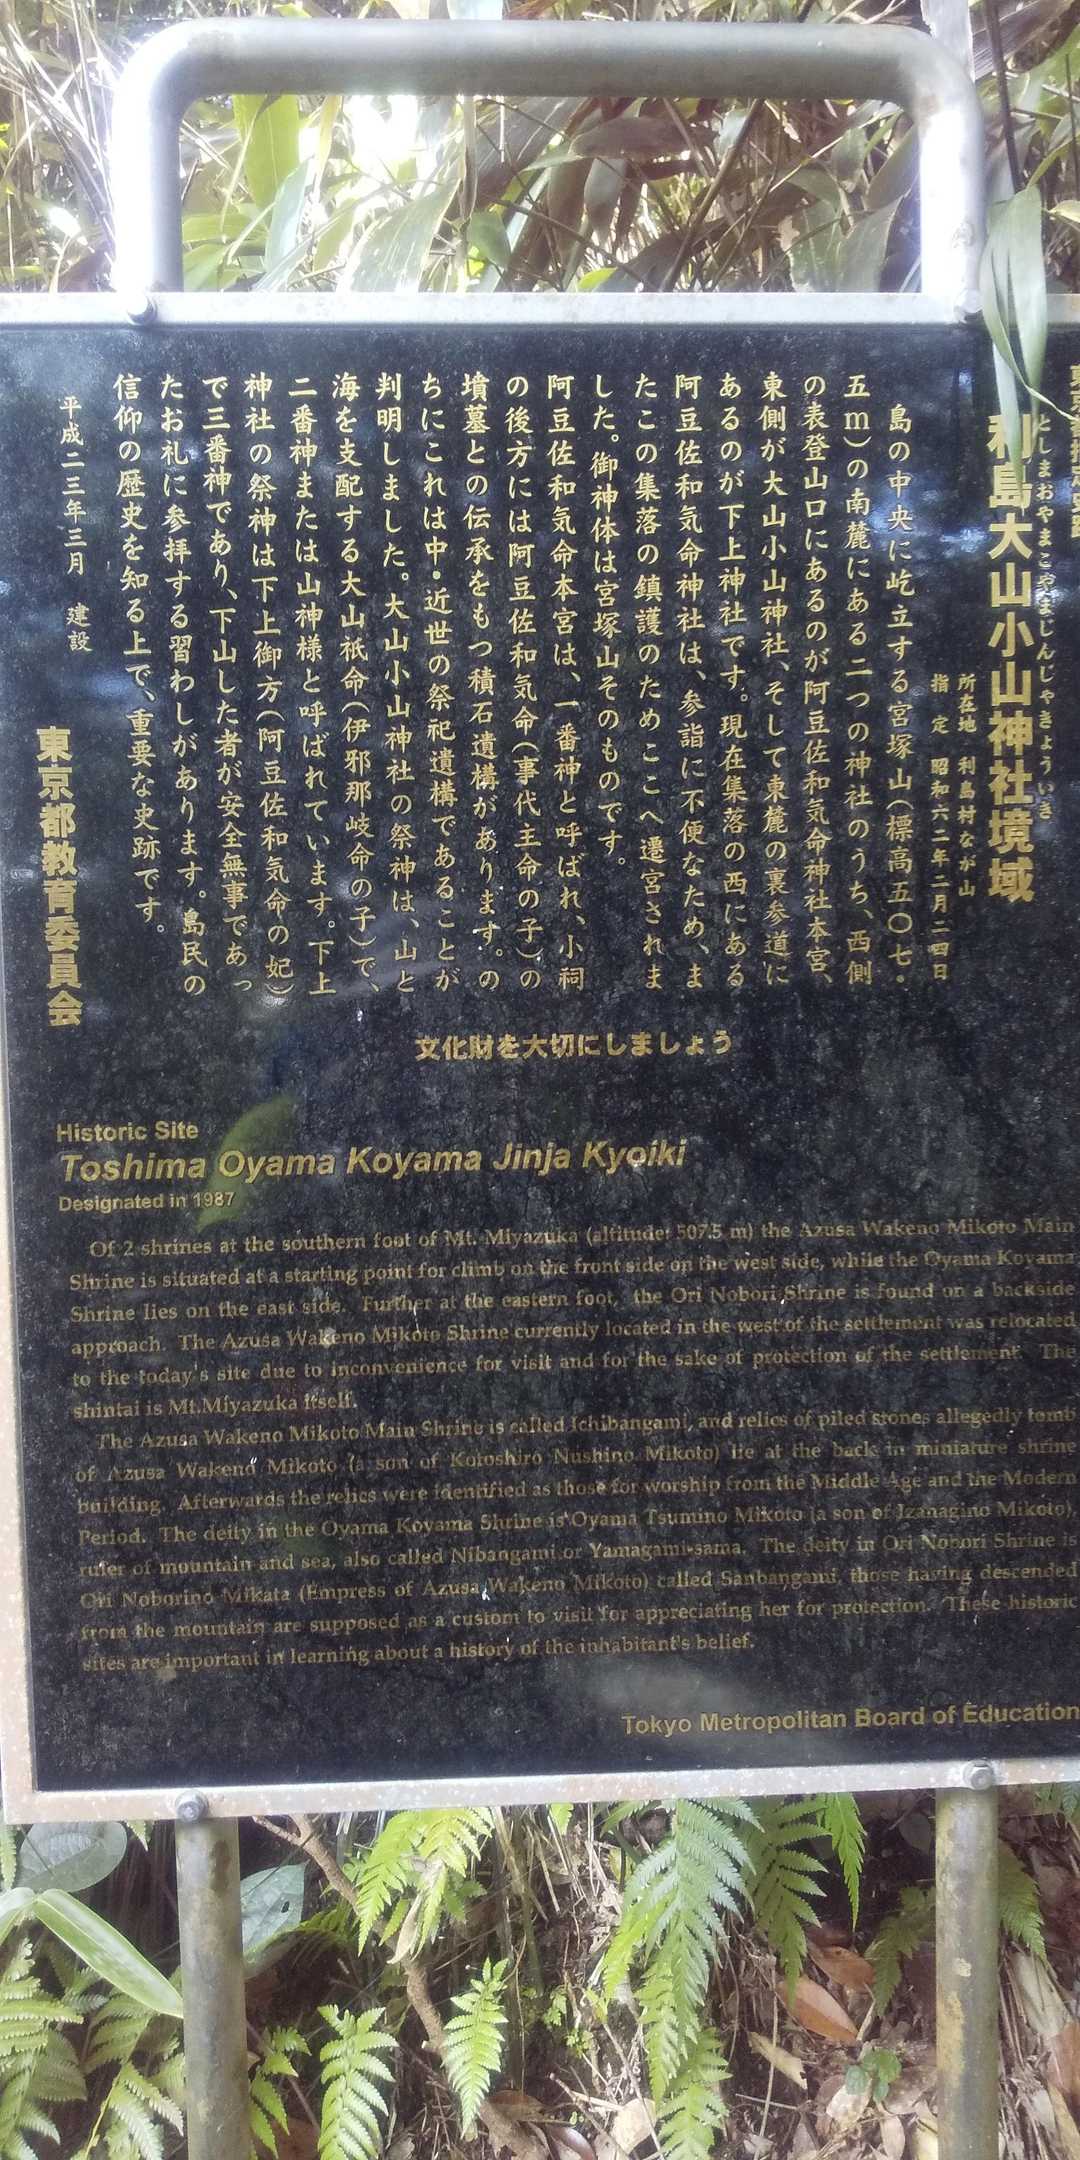 東京都指定史跡
としまおやまこやまじんじゃきょういき
利島大山小山神社境域
所在地 利島村なが山
指定 昭和六二年二月二四日
島の中央に屹立する宮塚山(標高五〇七・
五m)の南麓にある二つの神社のうち、西側
の表登山口にあるのが阿豆佐和気命神社本宮、
東側が大山小山神社、そして東麓の裏参道に
あるのが下上神社です。現在集落の西にある
阿豆佐和気命神社は、参詣に不便なため、ま
たこの集落の鎮護のためここへ遷宮されま
した。御神体は宮塚山そのものです。
阿豆佐和気命本宮は、一番神と呼ばれ、小祠
の後方には阿豆佐和気命(事代主命の子)の
墳墓との伝承をもつ積石遺構があります。の
ちにこれは中・近世の祭祀遺構であることが
判明しました。大山小山神社の祭神は、山と
海を支配する大山祇命(伊邪那岐命の子)で、
二番神または山神様と呼ばれています。下上
神社の祭神は下上御方(阿豆佐和気命の妃)
で三番神であり、下山した者が安全無事であっ
たお礼に参拝する習わしがあります。島民の
信仰の歴史を知る上で、重要な史跡です。
平成二三年三月 建設
東京都教育委員会
文化財を大切にしましょう
Historic Site
Toshima Oyama Koyama Jinja Kyoiki
Designated in 1987
Of 2 shrines at the southern foot of Mt. Miyazuka (altitude: 507.5 m) the Azusa Wakeno Mikoto Main
Shrine is situated at a starting point for climb on the front side on the west side, while the Oyama Koyama
Shrine lies on the east side. Further at the eastern foot, the Ori Nobori Shrine is found on a backside
approach. The Azusa Wakeno Mikoto Shrine currently located in the west of the settlement was relocated
to the today's site due to inconvenience for visit and for the sake of protection of the settlement. The
shintai is Mt.Miyazuka itself.
The Azusa Wakeno Mikoto Main Shrine is called Ichibangami, and relics of piled stones allegedly tomb
of Azusa Wakeno Mikoto (a son of Kotoshiro Nushino Mikoto) lie at the back in miniature shrine
building. Afterwards the relics were identified as those for worship from the Middle Age and the Modern
Period. The deity in the Oyama Koyama Shrine is Oyama Tsumino Mikoto (a son of Izanagino Mikoto),
ruler of mountain and sea, also called Nibangami or Yamagami-sama. The deity in Ori Nobori Shrine is
Ori Noborino Mikata (Empress of Azusa Wakeno Mikoto) called Sanbangami, those having descended
from the mountain are supposed as a custom to visit for appreciating her for protection. These historic
sites are important in learning about a history of the inhabitant's belief.
Tokyo Metropolitan Board of Education